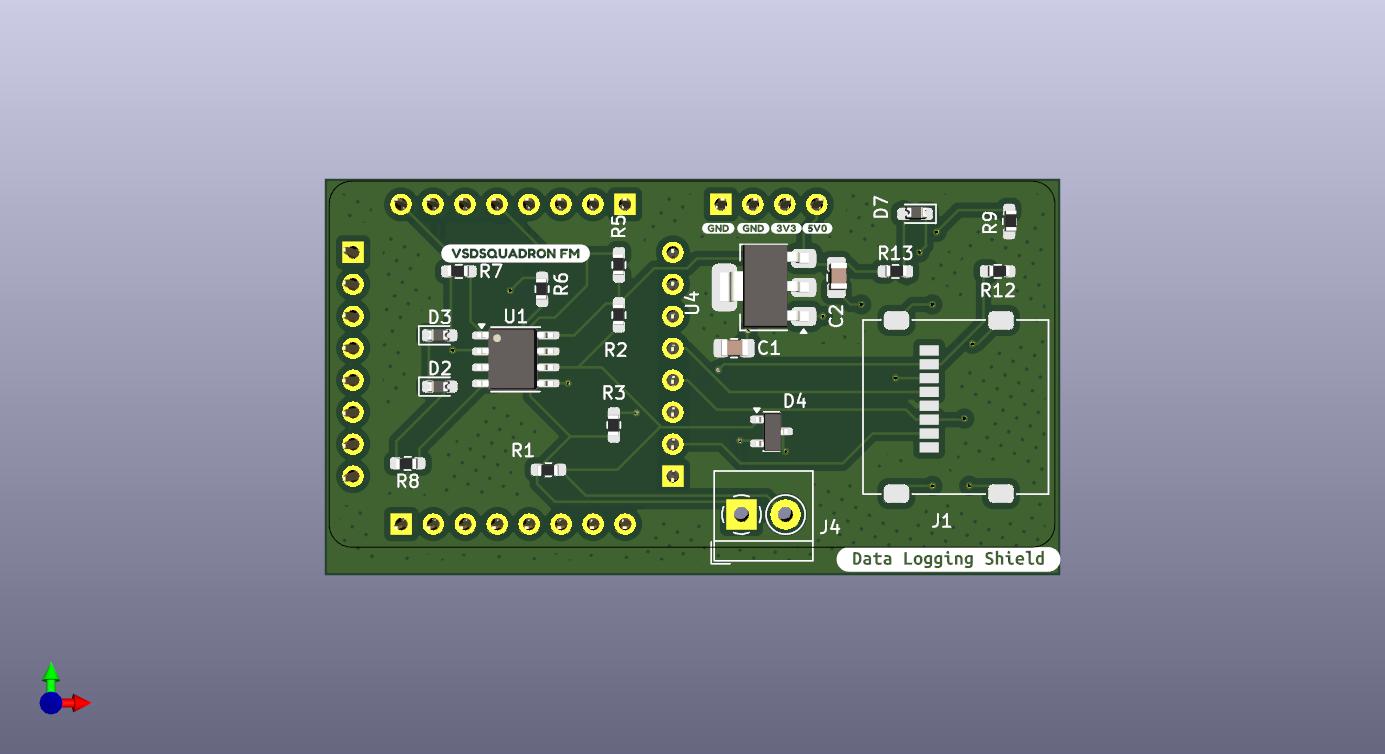 D7
R5
R9
GND GND 3V3 5V0
VSDSQUADRON FM
R13
R7
R6
R12
U4
C2
D3
U1
R2
C1
D2
R3
D4
R1
R8
J1
J4
Data Logging Shield